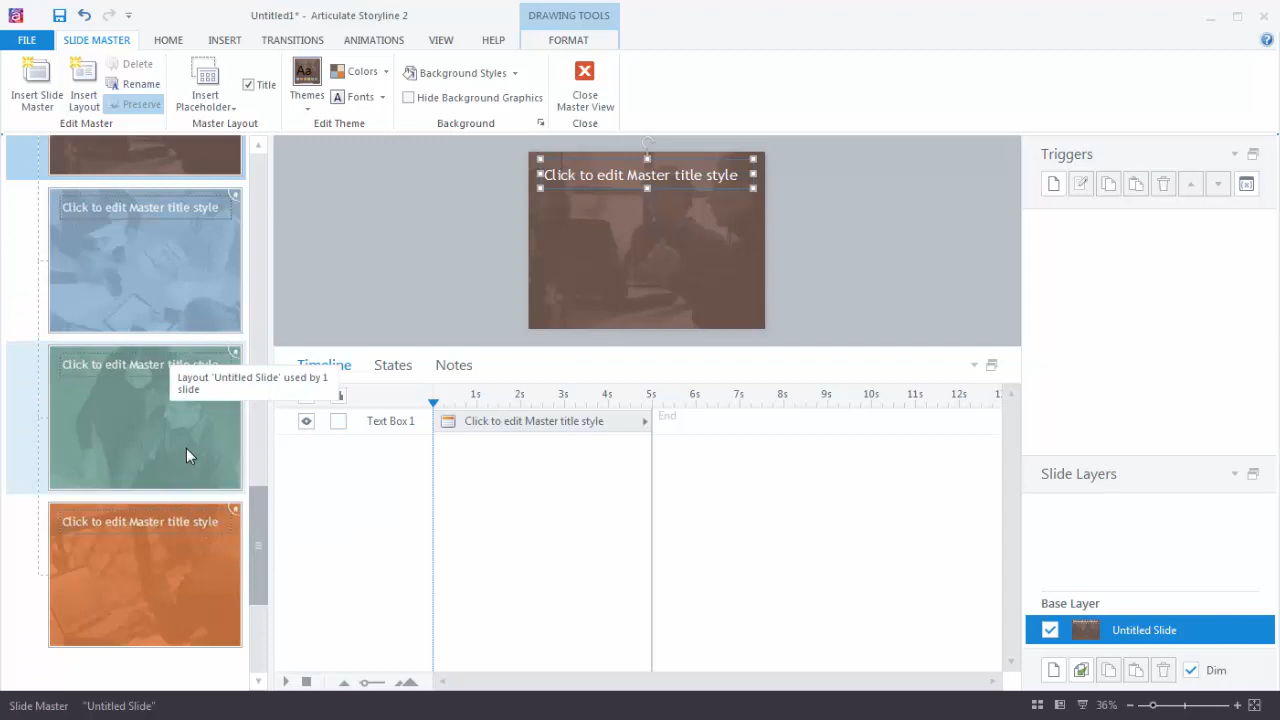 Untitled1* - Articulate Storyline 2
DRAWING TOOLS
FILE
SLIDE MASTER
HOME
INSERT
TRANSITIONS
ANIMATIONS
VIEW
HELP
FORMAT
Insert Slide
Master
Insert
Layout
Delete
Rename
Preserve
Edit Master
Insert
Placeholder
Title
Master Layout
Aa
Themes
Colors
Fonts
Edit Theme
Background Styles
Hide Background Graphics
Background
Close
Master View
Close
Click to edit Master title style
Click to edit Master title style
Layout 'Untitled Slide' used by 1
slide
Click to edit Master title style
Click to edit Master title style
Timeline
States
Notes
1s 2s 3s 4s 5s 6s 7s 8s 9s 10s 11s 12s
Text Box 1
Click to edit Master title style
End
Triggers
Slide Layers
Base Layer
Untitled Slide
Dim
Slide Master
"Untitled Slide"
36%